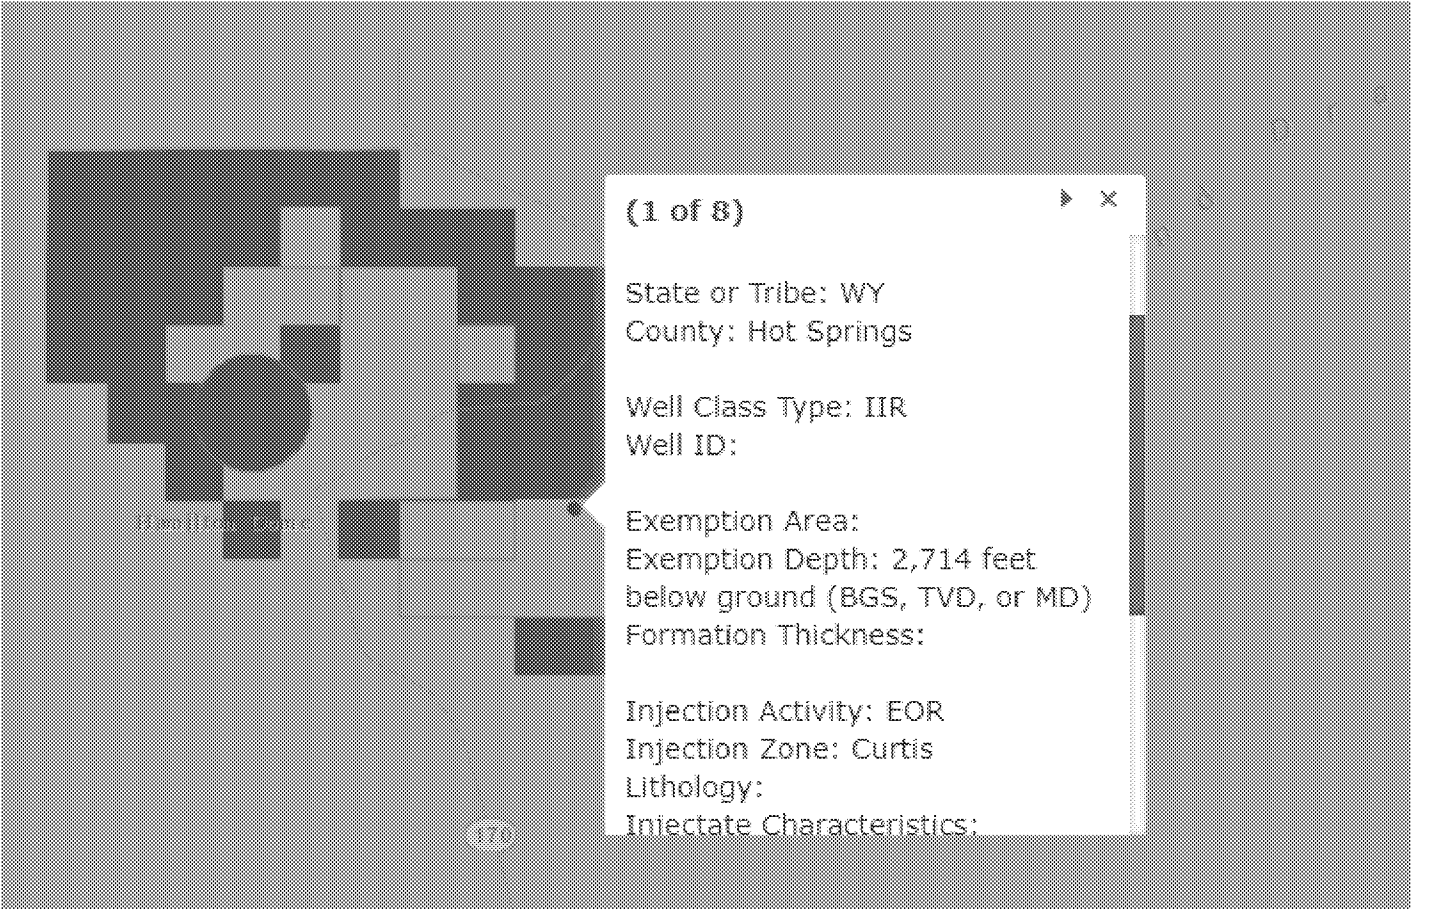 (1 of 8)
State or Tribe: WY
County: Hot Springs
Well Class Type: IIR
Well ID:
Exemption Area:
Exemption Depth: 2,714 feet
below ground (BGS, TVD, or MD)
Formation Thickness:
Injection Activity: EOR
Injection Zone: Curtis
Lithology:
Injectate Characteristics:
170